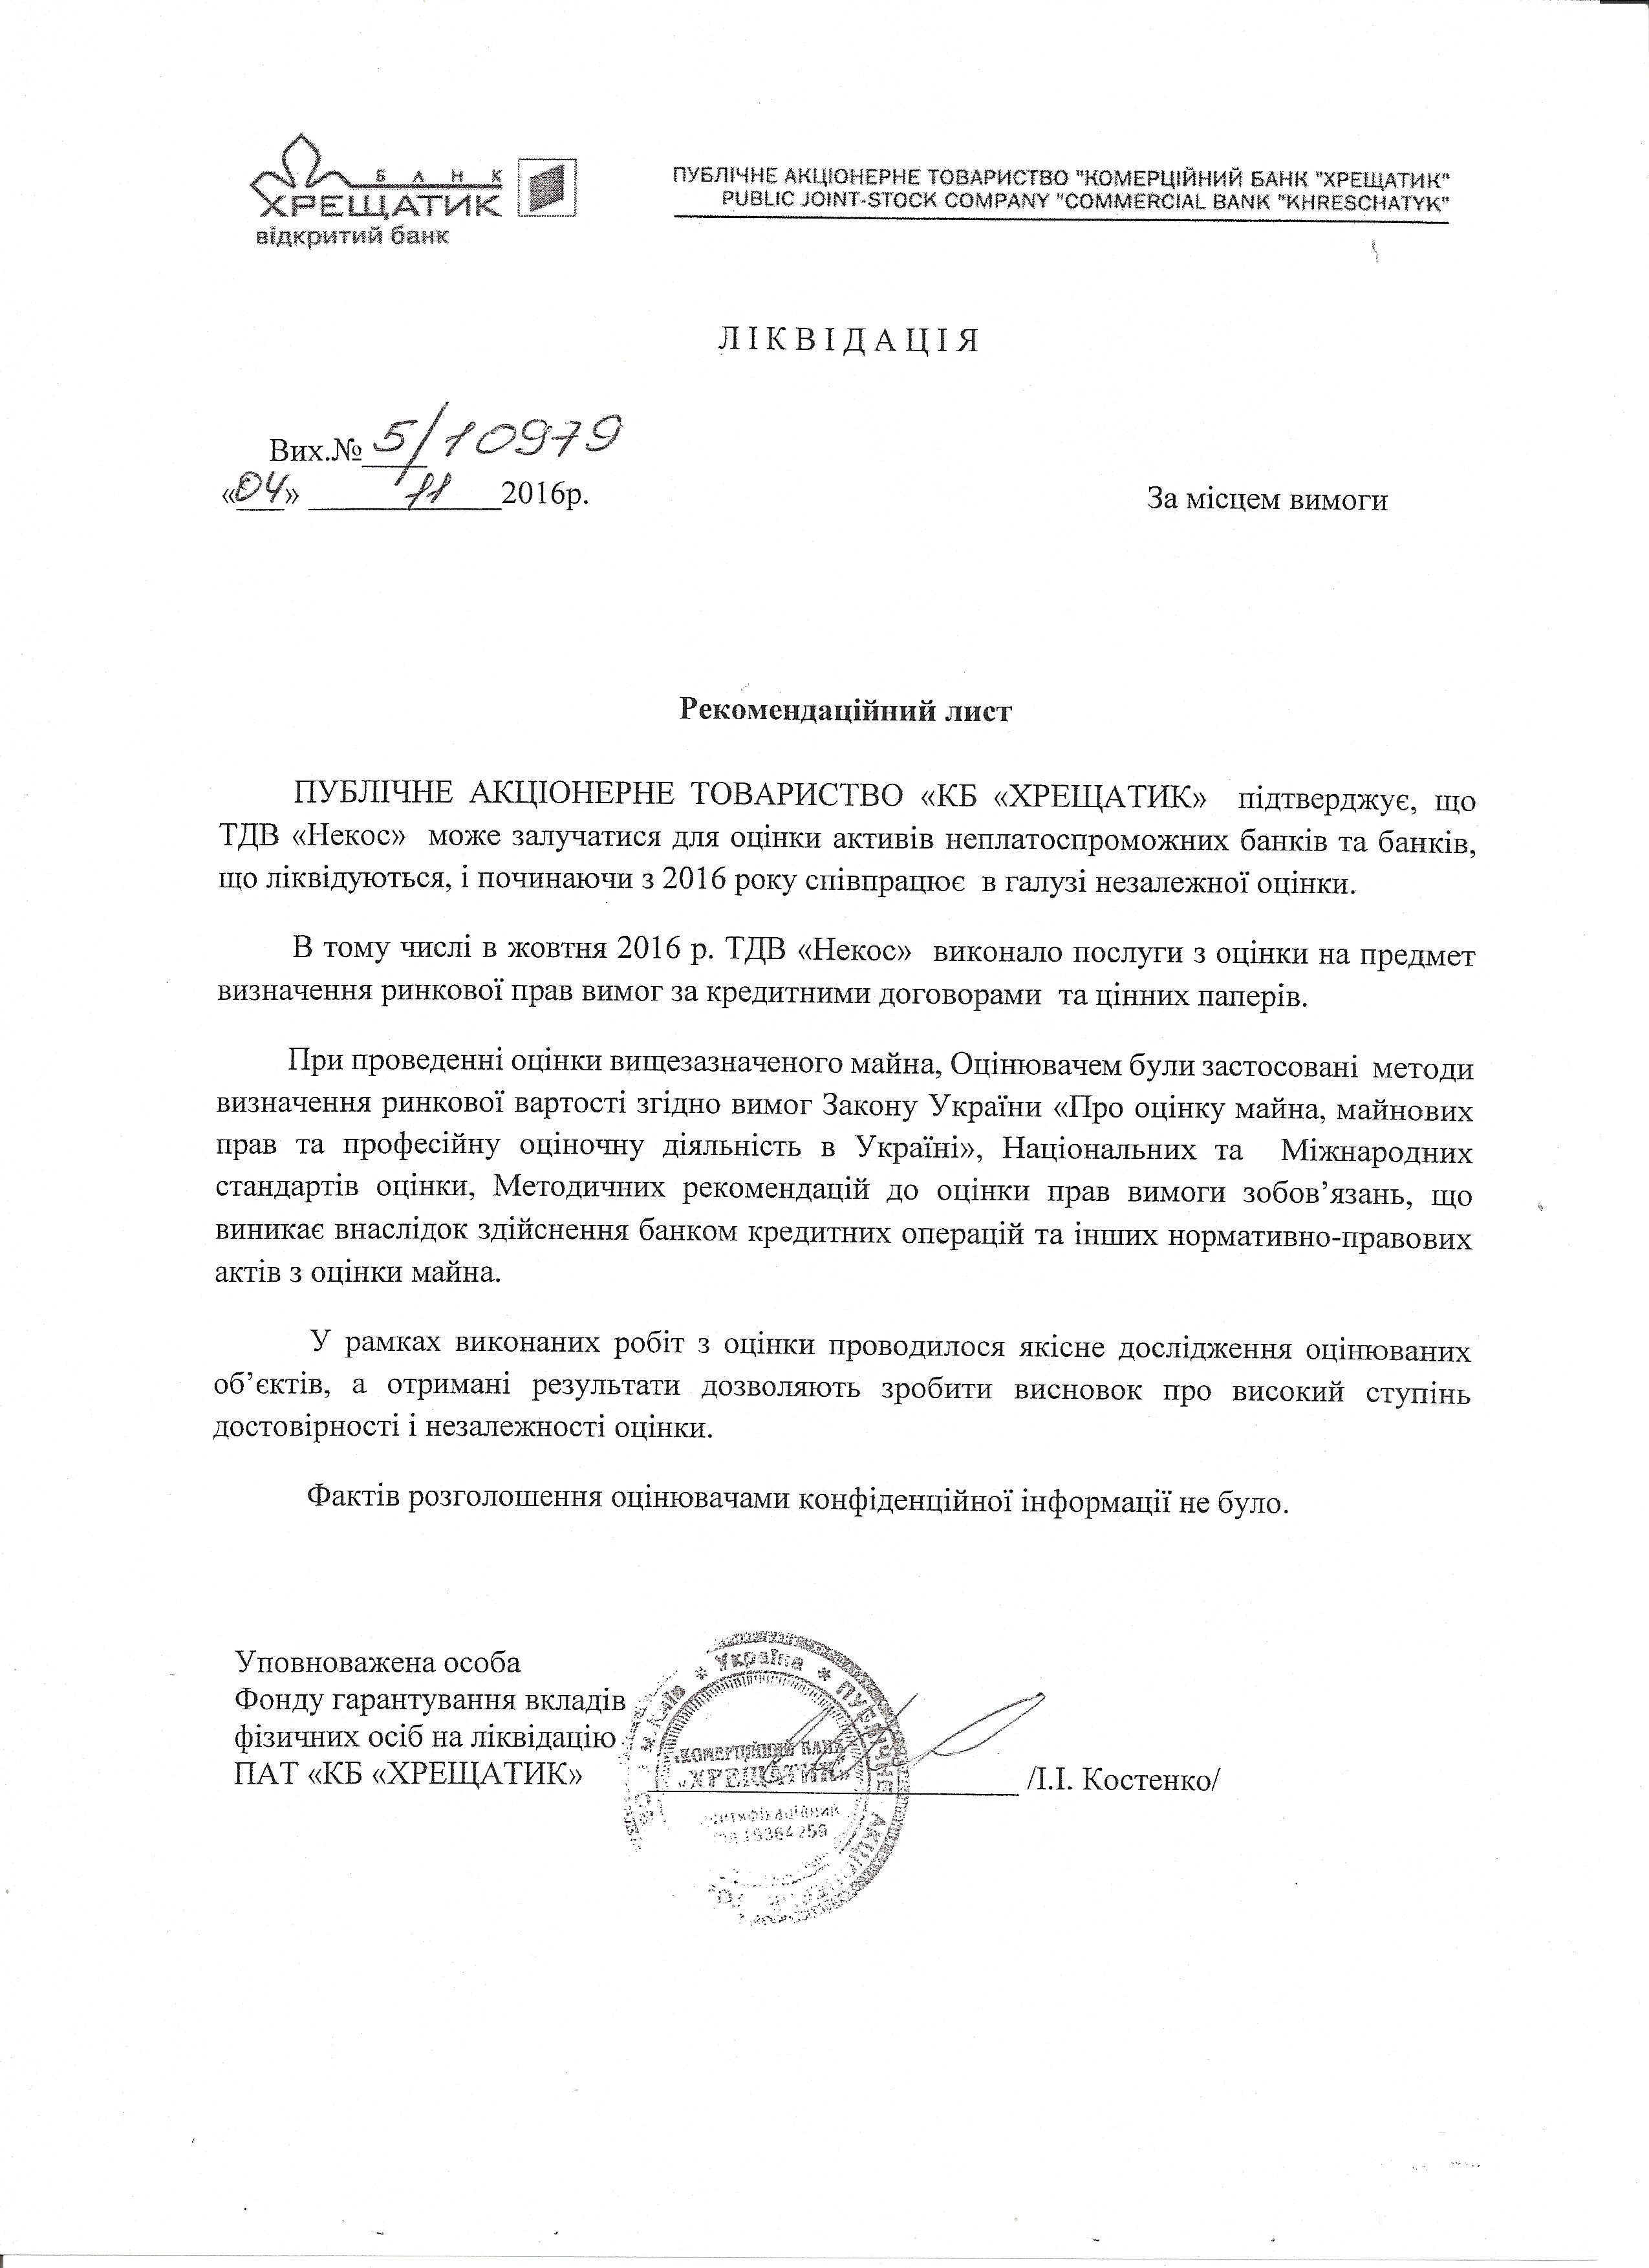 БАНК
ХРЕЩАТИК
відкритий банк
ПУБЛІЧНЕ АКЦІОНЕРНЕ ТОВАРИСТВО "КОМЕРЦІЙНИЙ БАНК "ХРЕЩАТИК"
PUBLIC JOINT-STOCK COMPANY "COMMERCIAL BANK "KHRESCHATYK"
ЛІКВІДАЦІЯ
Вих.№ 5/10979
«04» 11 2016р.
За місцем вимоги
Рекомендаційний лист
ПУБЛІЧНЕ АКЦІОНЕРНЕ ТОВАРИСТВО «КБ «ХРЕЩАТИК» підтверджує, що
ТДВ «Некос» може залучатися для оцінки активів неплатоспроможних банків та банків,
що ліквідуються, і починаючи з 2016 року співпрацює в галузі незалежної оцінки.
В тому числі в жовтня 2016 р. ТДВ «Некос» виконало послуги з оцінки на предмет
визначення ринкової прав вимог за кредитними договорами та цінних паперів.
При проведенні оцінки вищезазначеного майна, Оцінювачем були застосовані методи
визначення ринкової вартості згідно вимог Закону України «Про оцінку майна, майнових
прав та професійну оціночну діяльність в Україні», Національних та Міжнародних
стандартів оцінки, Методичних рекомендацій до оцінки прав вимоги зобов’язань, що
виникає внаслідок здійснення банком кредитних операцій та інших нормативно-правових
актів з оцінки майна.
У рамках виконаних робіт з оцінки проводилося якісне дослідження оцінюваних
об’єктів, а отримані результати дозволяють зробити висновок про високий ступінь
достовірності і незалежності оцінки.
Фактів розголошення оцінювачами конфіденційної інформації не було.
Уповноважена особа
Фонду гарантування вкладів
фізичних осіб на ліквідацію
ПАТ «КБ «ХРЕЩАТИК»
/І.І. Костенко/
м.Київ * Україна * ПУБЛІЧНЕ
«КОМЕРЦІЙНИЙ БАНК
«ХРЕЩАТИК»
19364259